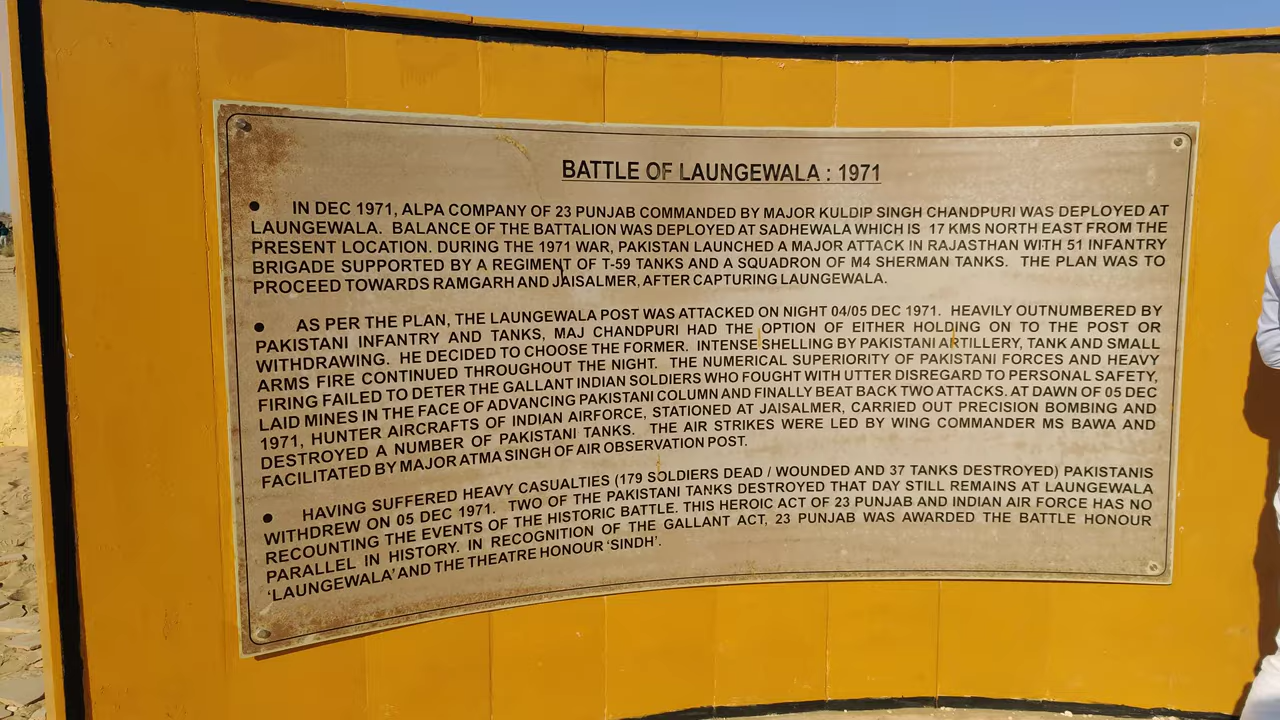 BATTLE OF LAUNGEWALA : 1971
● IN DEC 1971, ALPA COMPANY OF 23 PUNJAB COMMANDED BY MAJOR KULDIP SINGH CHANDPURI WAS DEPLOYED AT
LAUNGEWALA. BALANCE OF THE BATTALION WAS DEPLOYED AT SADHEWALA WHICH IS 17 KMS NORTH EAST FROM THE
PRESENT LOCATION. DURING THE 1971 WAR, PAKISTAN LAUNCHED A MAJOR ATTACK IN RAJASTHAN WITH 51 INFANTRY
BRIGADE SUPPORTED BY A REGIMENT OF T-59 TANKS AND A SQUADRON OF M4 SHERMAN TANKS. THE PLAN WAS TO
PROCEED TOWARDS RAMGARH AND JAISALMER, AFTER CAPTURING LAUNGEWALA.
● AS PER THE PLAN, THE LAUNGEWALA POST WAS ATTACKED ON NIGHT 04/05 DEC 1971. HEAVILY OUTNUMBERED BY
PAKISTANI INFANTRY AND TANKS, MAJ CHANDPURI HAD THE OPTION OF EITHER HOLDING ON TO THE POST OR
WITHDRAWING. HE DECIDED TO CHOOSE THE FORMER. INTENSE SHELLING BY PAKISTANI ARTILLERY, TANK AND SMALL
ARMS FIRE CONTINUED THROUGHOUT THE NIGHT. THE NUMERICAL SUPERIORITY OF PAKISTANI FORCES AND HEAVY
FIRING FAILED TO DETER THE GALLANT INDIAN SOLDIERS WHO FOUGHT WITH UTTER DISREGARD TO PERSONAL SAFETY,
LAID MINES IN THE FACE OF ADVANCING PAKISTANI COLUMN AND FINALLY BEAT BACK TWO ATTACKS. AT DAWN OF 05 DEC
1971, HUNTER AIRCRAFTS OF INDIAN AIRFORCE, STATIONED AT JAISALMER, CARRIED OUT PRECISION BOMBING AND
DESTROYED A NUMBER OF PAKISTANI TANKS. THE AIR STRIKES WERE LED BY WING COMMANDER MS BAWA AND
FACILITATED BY MAJOR ATMA SINGH OF AIR OBSERVATION POST.
● HAVING SUFFERED HEAVY CASUALTIES (179 SOLDIERS DEAD / WOUNDED AND 37 TANKS DESTROYED) PAKISTANIS
WITHDREW ON 05 DEC 1971. TWO OF THE PAKISTANI TANKS DESTROYED THAT DAY STILL REMAINS AT LAUNGEWALA
RECOUNTING THE EVENTS OF THE HISTORIC BATTLE. THIS HEROIC ACT OF 23 PUNJAB AND INDIAN AIR FORCE HAS NO
PARALLEL IN HISTORY. IN RECOGNITION OF THE GALLANT ACT, 23 PUNJAB WAS AWARDED THE BATTLE HONOUR
'LAUNGEWALA' AND THE THEATRE HONOUR 'SINDH'.